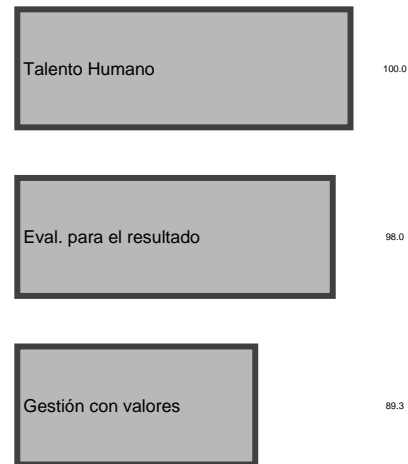 Talento Humano
100.0
Eval. para el resultado
98.0
Gestión con valores
89.3